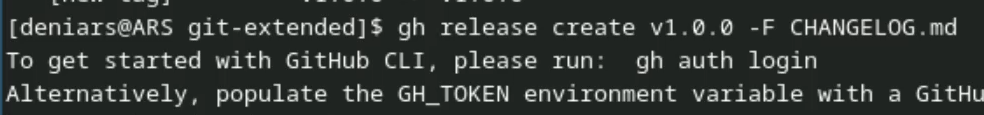 [deniars@ARS git-extended]$ gh release create v1.0.0 -F CHANGELOG.md
To get started with GitHub CLI, please run:  gh auth login
Alternatively, populate the GH_TOKEN environment variable with a GitHu